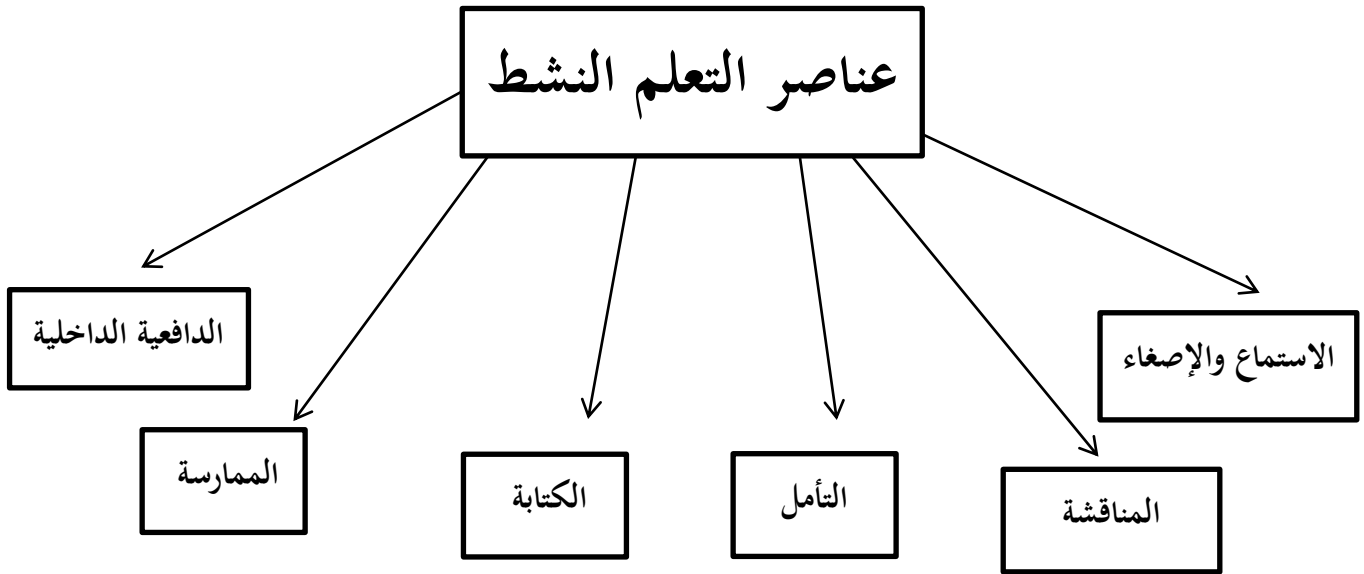 عناصر التعلم النشط
الاستماع والإصغاء
المناقشة
التأمل
الكتابة
الممارسة
الدافعية الداخلية